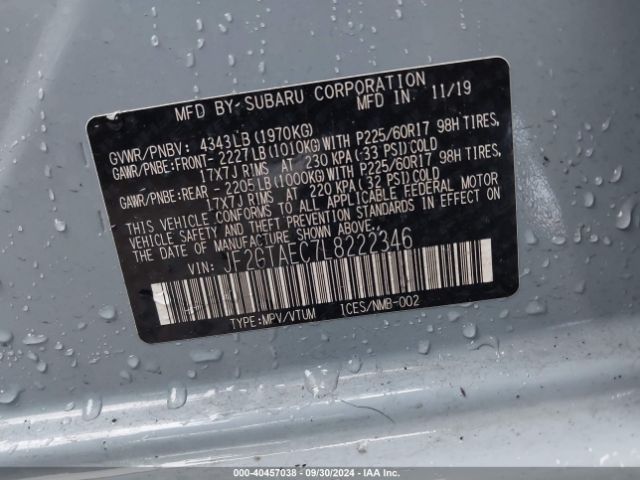 MFD BY: SUBARU CORPORATION
MFD IN 11/19
GVWR/PNBV: 4343LB(1970KG)
GAWR/PNBE:FRONT- 2227LB(1010KG)WITH P225/60R17 98H TIRES,
17X7J RIMS AT 230 KPA(33 PSI)COLD
GAWR/PNBE:REAR - 2205LB(1000KG)WITH P225/60R17 98H TIRES,
17X7J RIMS AT 220 KPA(32 PSI)COLD
THIS VEHICLE CONFORMS TO ALL APPLICABLE FEDERAL MOTOR
VEHICLE SAFETY AND THEFT PREVENTION STANDARDS IN EFFECT ON
THE DATE OF MANUFACTURE SHOWN ABOVE.
VIN: JF2GTAEC7L8222346
TYPE:MPV/VTUM ICES/NMB-002
000-40457038 - 09/30/2024 - IAA Inc.